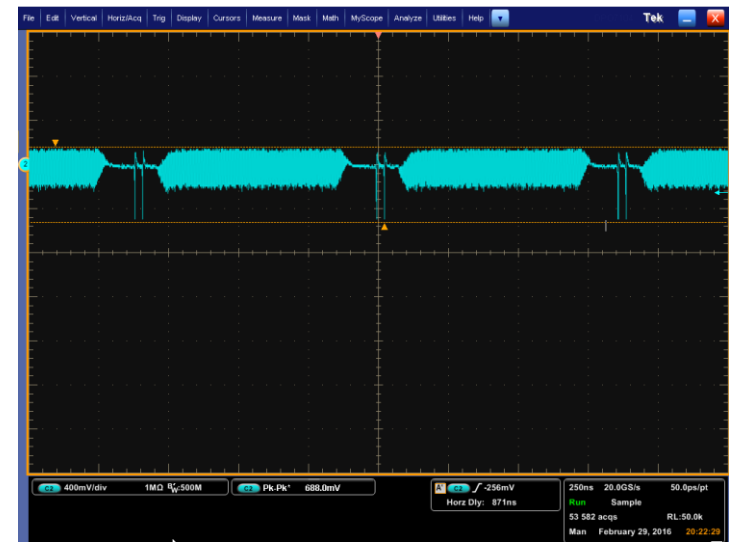 File Edit Vertical Horiz/Acq Trig Display Cursors Measure Mask Math MyScope Analyze Utilities Help Tek X
2
C2 400mV/div 1MΩ BW:500M
C2 Pk-Pk* 688.0mV
A' C2 -256mV
Horz Dly: 871ns
250ns 20.0GS/s 50.0ps/pt
Run Sample
53 582 acqs RL:50.0k
Man February 29, 2016 20:22:29